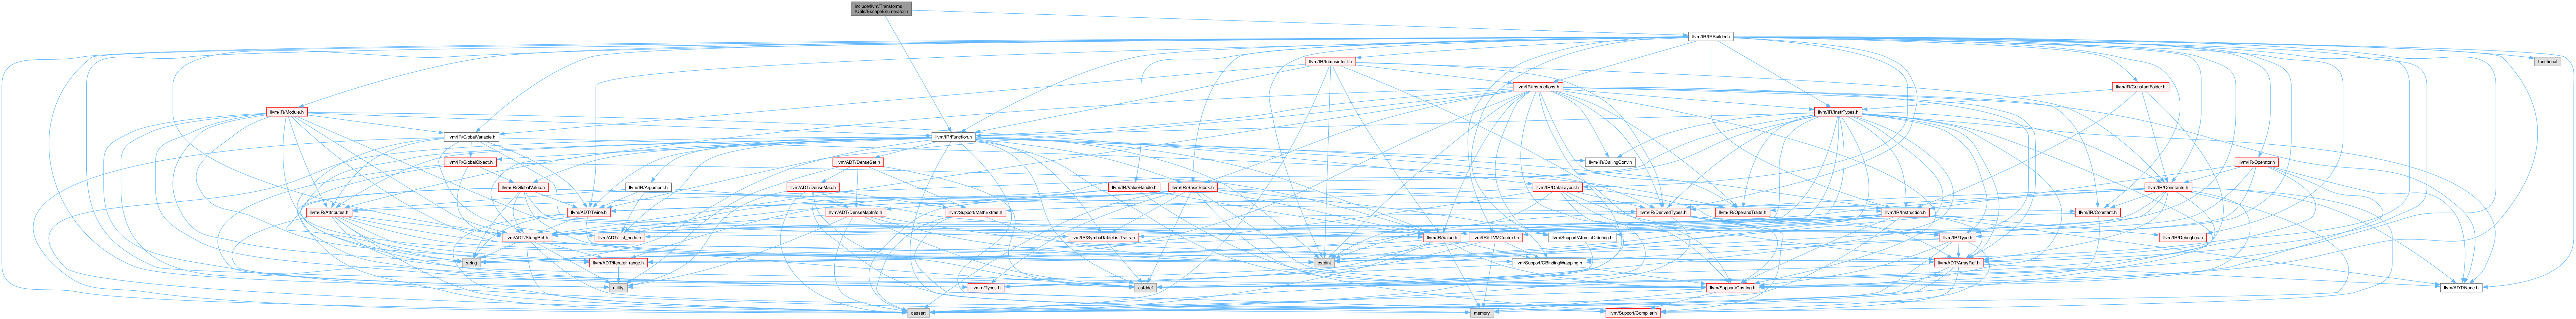 include/llvm/Transforms
/Utils/EscapeEnumerator.h
llvm/IR/IRBuilder.h
llvm/IR/IntrinsicInst.h
functional
llvm/IR/Instructions.h
llvm/IR/ConstantFolder.h
llvm/IR/Module.h
llvm/IR/InstrTypes.h
llvm/IR/GlobalVariable.h
llvm/IR/Function.h
llvm/IR/GlobalObject.h
llvm/ADT/DenseSet.h
llvm/IR/CallingConv.h
llvm/IR/Operator.h
llvm/IR/GlobalValue.h
llvm/IR/Argument.h
llvm/ADT/DenseMap.h
llvm/IR/ValueHandle.h
llvm/IR/BasicBlock.h
llvm/IR/DataLayout.h
llvm/IR/Constants.h
llvm/IR/Attributes.h
llvm/ADT/Twine.h
llvm/ADT/DenseMapInfo.h
llvm/Support/MathExtras.h
llvm/IR/DerivedTypes.h
llvm/IR/OperandTraits.h
llvm/IR/Instruction.h
llvm/IR/Constant.h
llvm/ADT/StringRef.h
llvm/ADT/ilist_node.h
llvm/IR/SymbolTableListTraits.h
llvm/IR/Value.h
llvm/IR/LLVMContext.h
llvm/Support/AtomicOrdering.h
llvm/IR/Type.h
llvm/IR/DebugLoc.h
string
llvm/ADT/iterator_range.h
cstdint
llvm/Support/CBindingWrapping.h
llvm/ADT/ArrayRef.h
utility
llvm-c/Types.h
cstddef
llvm/Support/Casting.h
llvm/ADT/None.h
cassert
memory
llvm/Support/Compiler.h